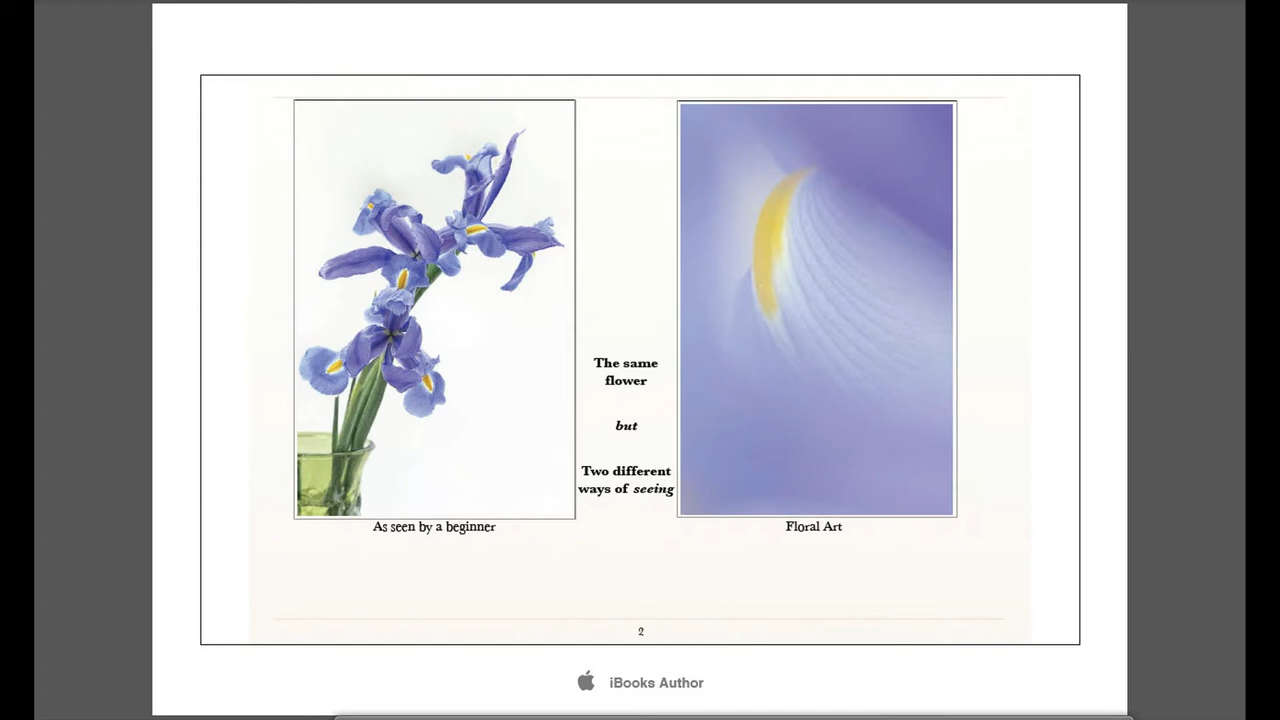 The same
flower
but
Two different
ways of seeing
As seen by a beginner
Floral Art
2
iBooks Author